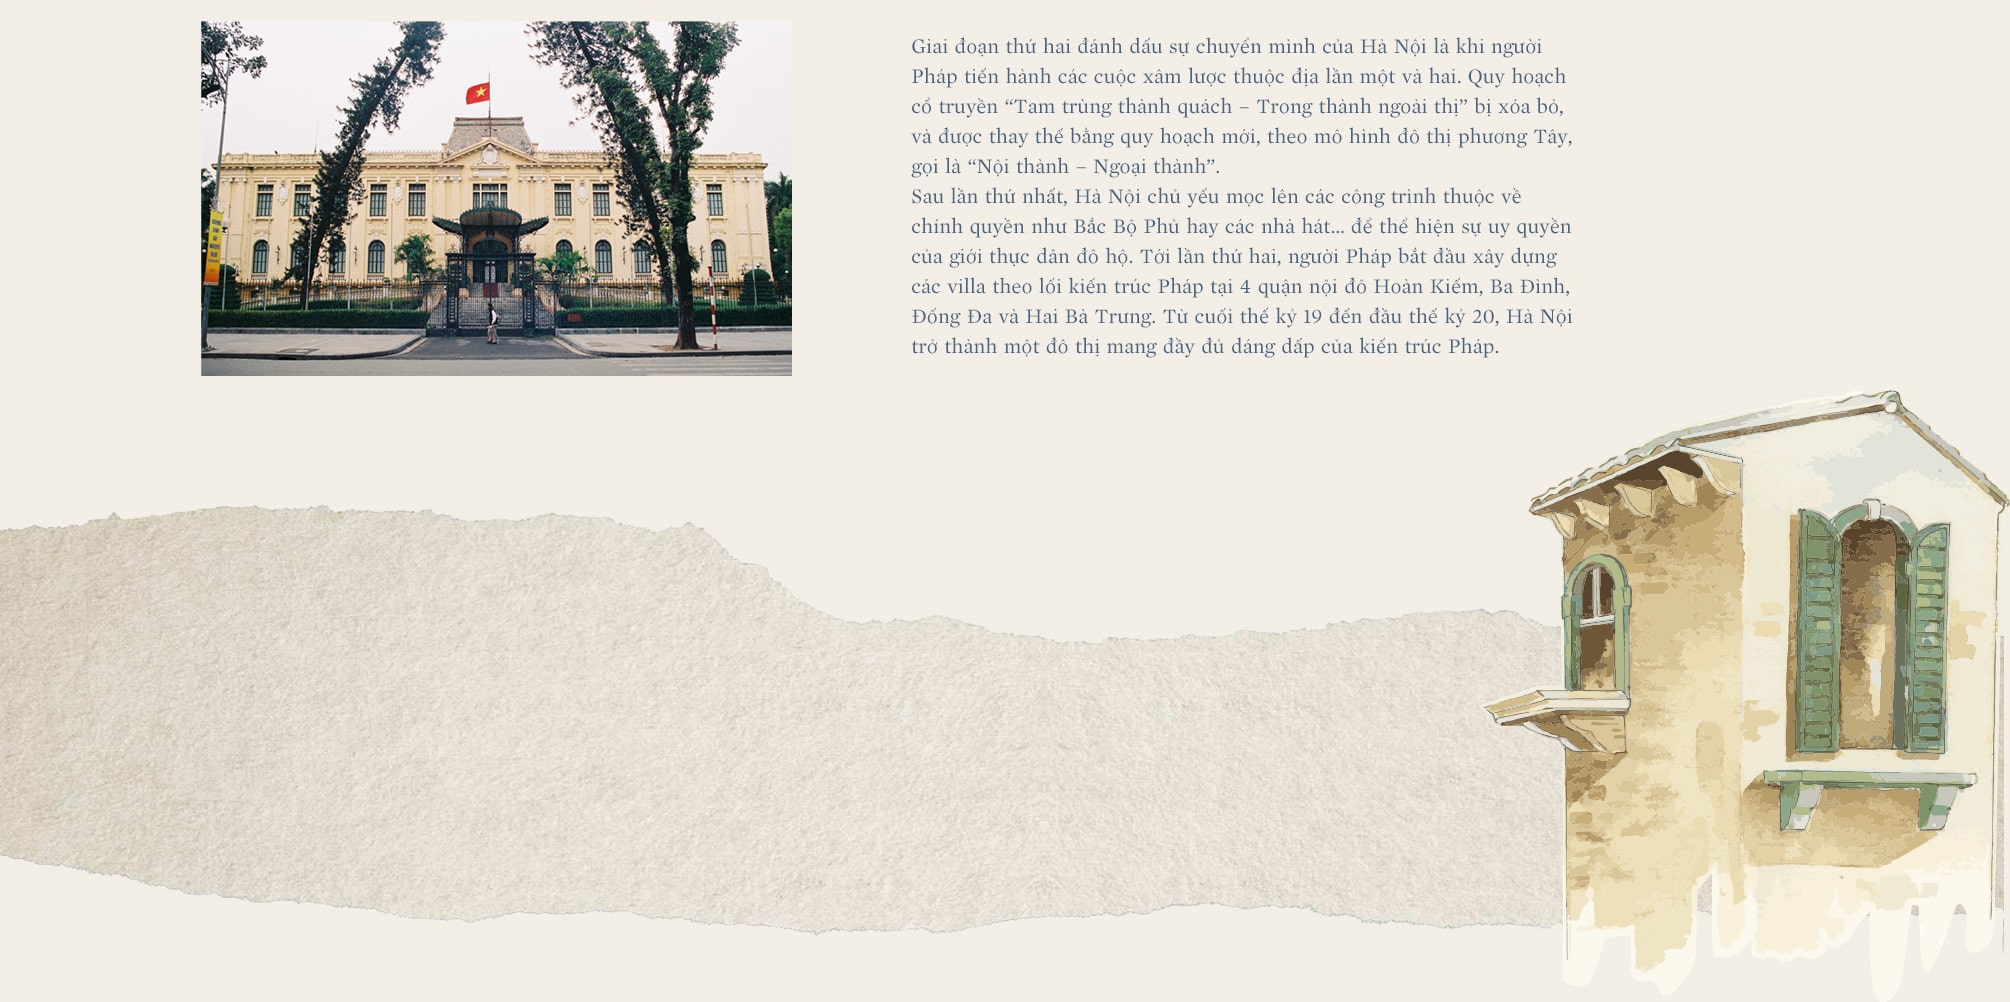 Giai đoạn thứ hai đánh dấu sự chuyển mình của Hà Nội là khi người
Pháp tiến hành các cuộc xâm lược thuộc địa lần một và hai. Quy hoạch
cổ truyền “Tam trùng thành quách – Trong thành ngoài thị” bị xóa bỏ,
và được thay thế bằng quy hoạch mới, theo mô hình đô thị phương Tây,
gọi là “Nội thành – Ngoại thành”.
Sau lần thứ nhất, Hà Nội chủ yếu mọc lên các công trình thuộc về
chính quyền như Bắc Bộ Phủ hay các nhà hát... để thể hiện sự uy quyền
của giới thực dân đô hộ. Tới lần thứ hai, người Pháp bắt đầu xây dựng
các villa theo lối kiến trúc Pháp tại 4 quận nội đô Hoàn Kiếm, Ba Đình,
Đống Đa và Hai Bà Trưng. Từ cuối thế kỷ 19 đến đầu thế kỷ 20, Hà Nội
trở thành một đô thị mang đầy đủ dáng dấp của kiến trúc Pháp.